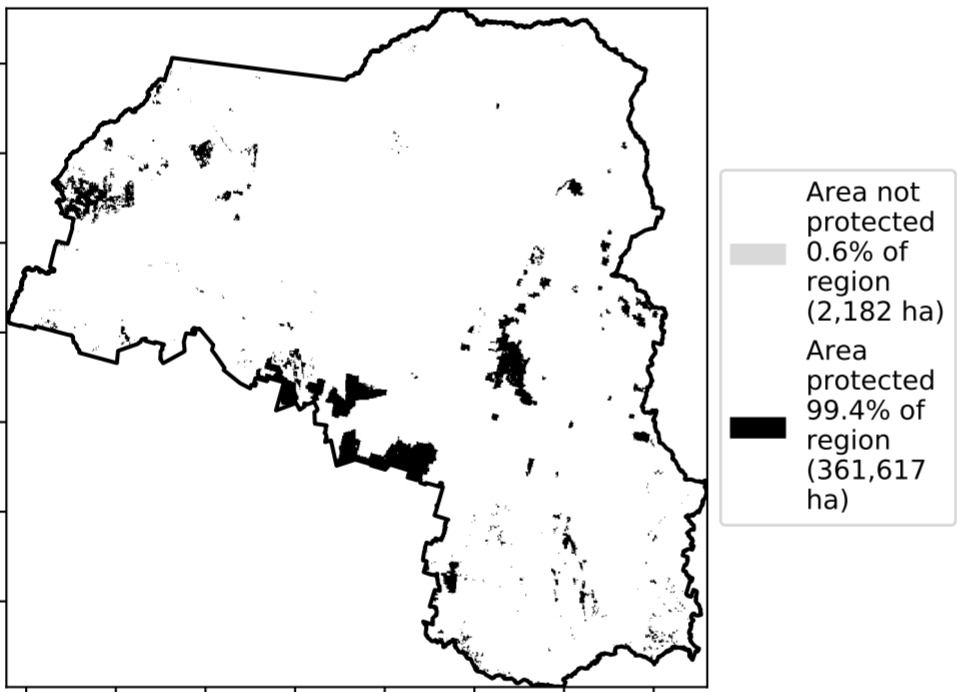 Area not
protected
0.6% of
region
(2,182 ha)
Area
protected
99.4% of
region
(361,617
ha)